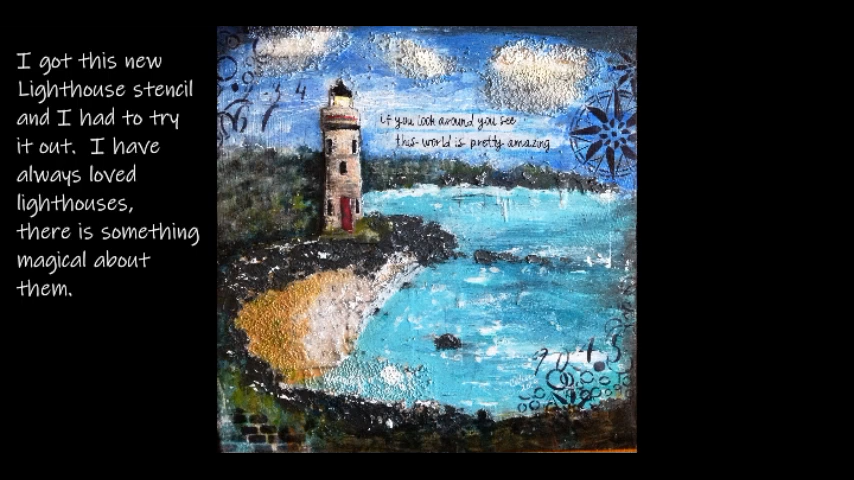 I got this new
Lighthouse stencil
and I had to try
it out. I have
always loved
lighthouses,
there is something
magical about
them.
if you look around you see
this world is pretty amazing